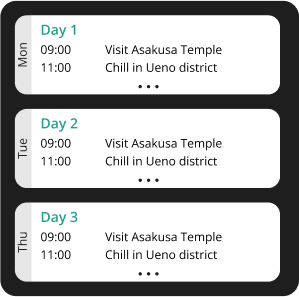 Mon
Day 1
09:00 Visit Asakusa Temple
11:00 Chill in Ueno district
...
Tue
Day 2
09:00 Visit Asakusa Temple
11:00 Chill in Ueno district
...
Thu
Day 3
09:00 Visit Asakusa Temple
11:00 Chill in Ueno district
...